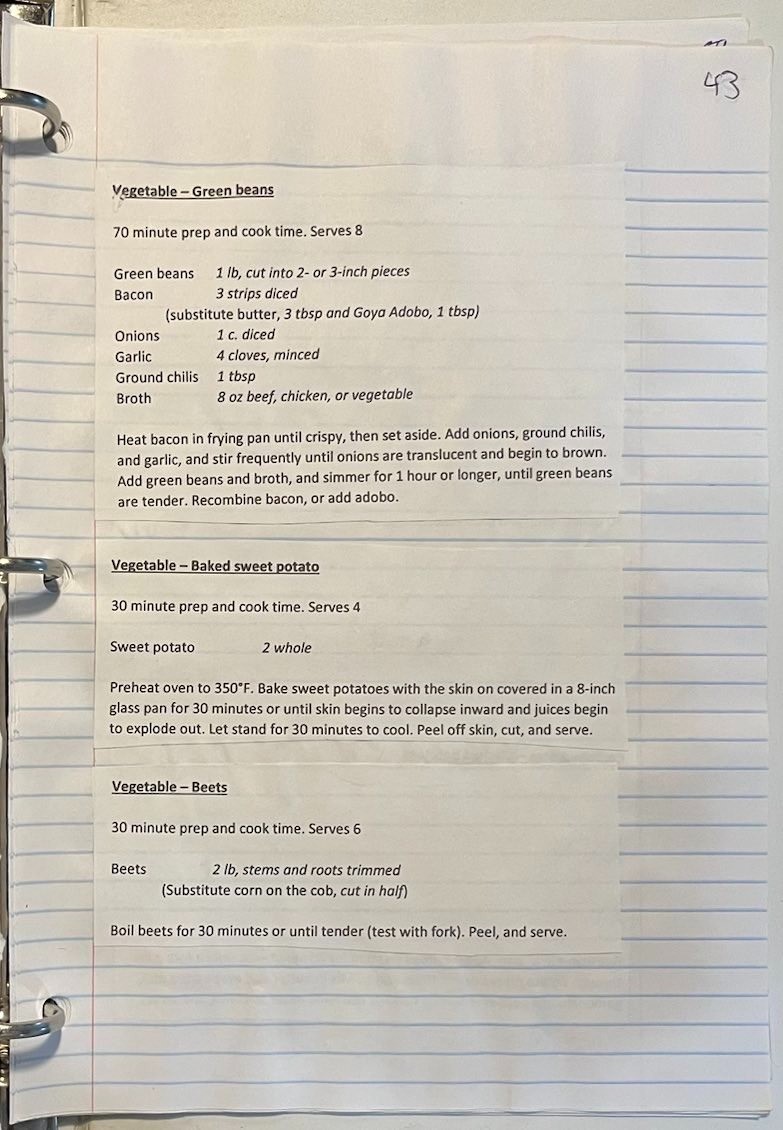 43
Vegetable – Green beans
70 minute prep and cook time. Serves 8
Green beans 1 lb, cut into 2- or 3-inch pieces
Bacon 3 strips diced
(substitute butter, 3 tbsp and Goya Adobo, 1 tbsp)
Onions 1 c. diced
Garlic 4 cloves, minced
Ground chilis 1 tbsp
Broth 8 oz beef, chicken, or vegetable
Heat bacon in frying pan until crispy, then set aside. Add onions, ground chilis,
and garlic, and stir frequently until onions are translucent and begin to brown.
Add green beans and broth, and simmer for 1 hour or longer, until green beans
are tender. Recombine bacon, or add adobo.
Vegetable – Baked sweet potato
30 minute prep and cook time. Serves 4
Sweet potato 2 whole
Preheat oven to 350°F. Bake sweet potatoes with the skin on covered in a 8-inch
glass pan for 30 minutes or until skin begins to collapse inward and juices begin
to explode out. Let stand for 30 minutes to cool. Peel off skin, cut, and serve.
Vegetable – Beets
30 minute prep and cook time. Serves 6
Beets 2 lb, stems and roots trimmed
(Substitute corn on the cob, cut in half)
Boil beets for 30 minutes or until tender (test with fork). Peel, and serve.